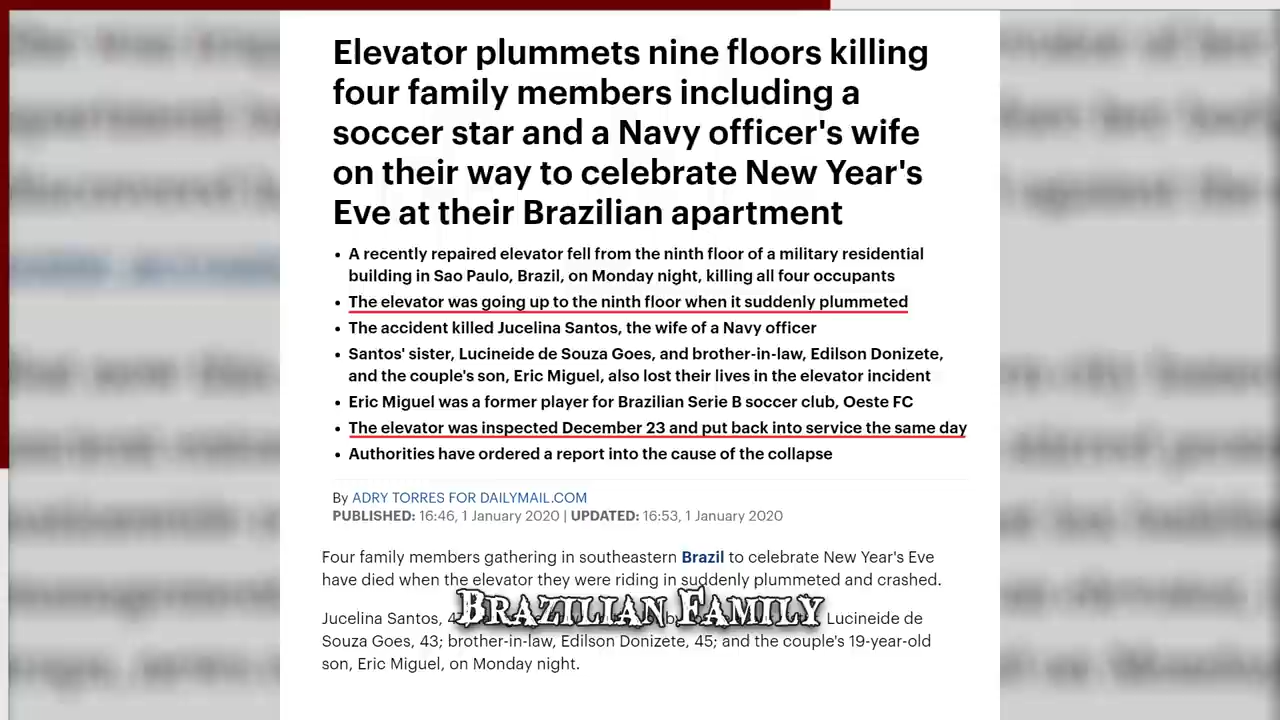 Elevator plummets nine floors killing
four family members including a
soccer star and a Navy officer's wife
on their way to celebrate New Year's
Eve at their Brazilian apartment
• A recently repaired elevator fell from the ninth floor of a military residential
building in Sao Paulo, Brazil, on Monday night, killing all four occupants
• The elevator was going up to the ninth floor when it suddenly plummeted
• The accident killed Jucelina Santos, the wife of a Navy officer
• Santos' sister, Lucineide de Souza Goes, and brother-in-law, Edilson Donizete,
and the couple's son, Eric Miguel, also lost their lives in the elevator incident
• Eric Miguel was a former player for Brazilian Serie B soccer club, Oeste FC
• The elevator was inspected December 23 and put back into service the same day
• Authorities have ordered a report into the cause of the collapse
By ADRY TORRES FOR DAILYMAIL.COM
PUBLISHED: 16:46, 1 January 2020 | UPDATED: 16:53, 1 January 2020
Four family members gathering in southeastern Brazil to celebrate New Year's Eve
have died when the elevator they were riding in suddenly plummeted and crashed.
Brazilian Family
Jucelina Santos, Lucineide de
Souza Goes, 43; brother-in-law, Edilson Donizete, 45; and the couple's 19-year-old
son, Eric Miguel, on Monday night.